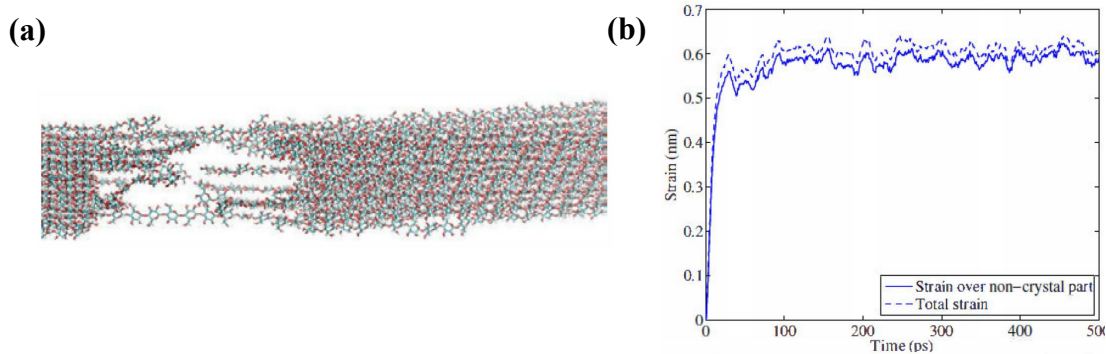 (a)
(b)
0.7
0.6
0.5
0.4
0.3
0.2
0.1
0
Strain (nm)
Strain over non-crystal part
Total strain
0
100
200
300
400
500
Time (ps)